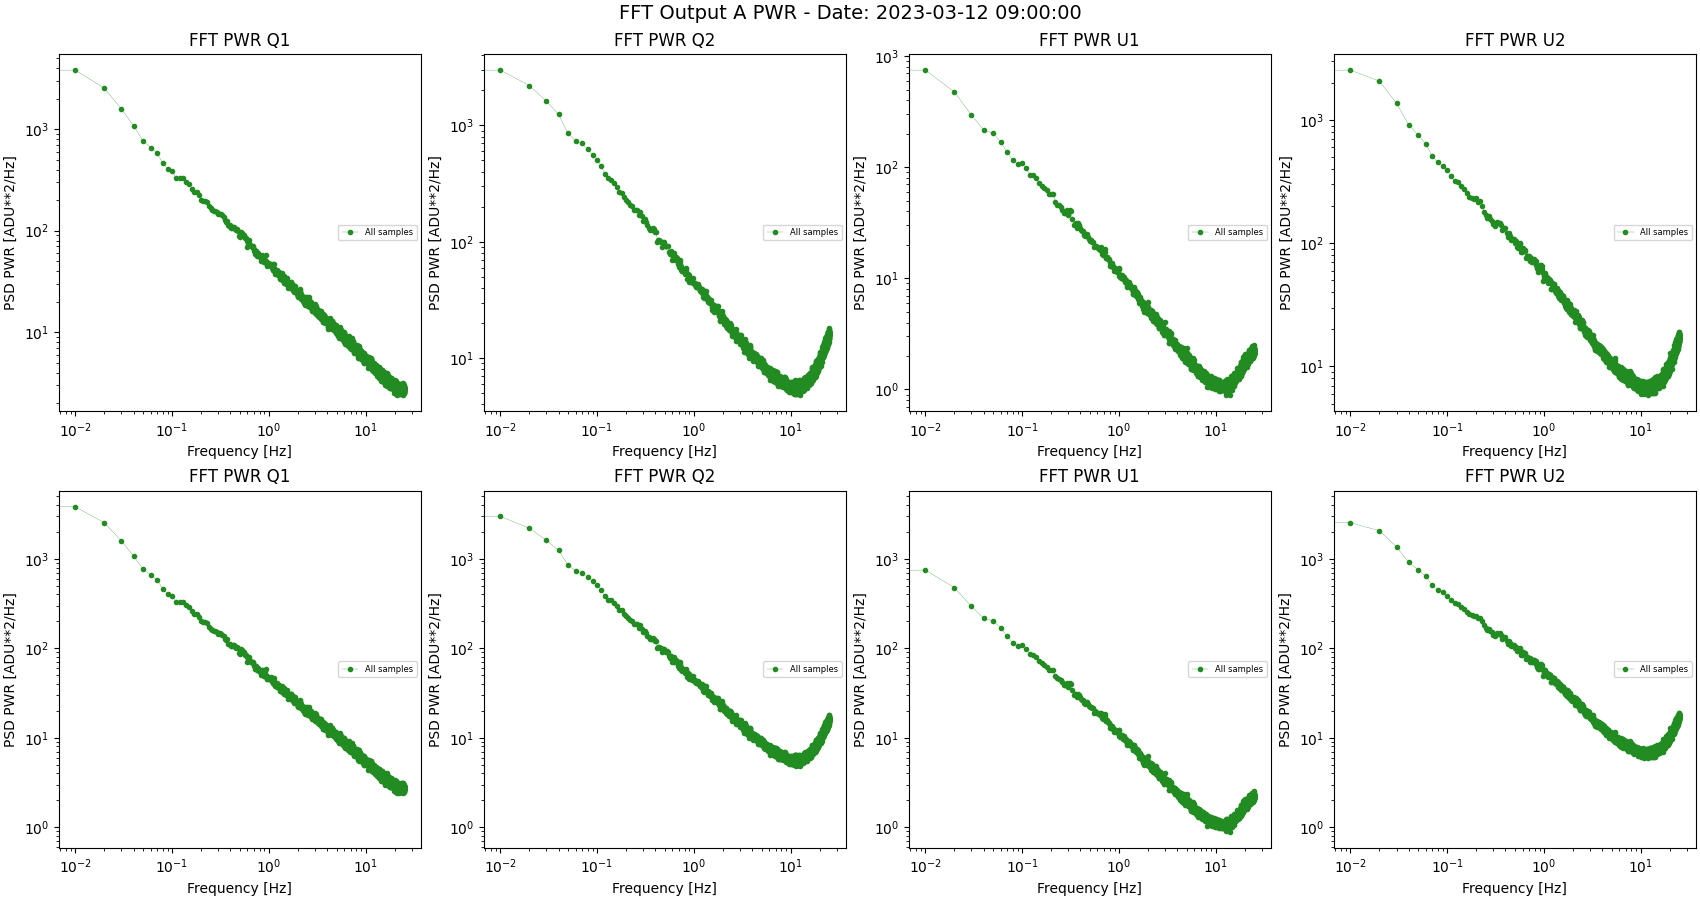 FFT Output A PWR - Date: 2023-03-12 09:00:00
FFT PWR Q1
PSD PWR [ADU**2/Hz]
10³
10²
10¹
All samples
10⁻² 10⁻¹ 10⁰ 10¹
Frequency [Hz]
FFT PWR Q2
PSD PWR [ADU**2/Hz]
10³
10²
10¹
All samples
10⁻² 10⁻¹ 10⁰ 10¹
Frequency [Hz]
FFT PWR U1
PSD PWR [ADU**2/Hz]
10³
10²
10¹
10⁰
All samples
10⁻² 10⁻¹ 10⁰ 10¹
Frequency [Hz]
FFT PWR U2
PSD PWR [ADU**2/Hz]
10³
10²
10¹
All samples
10⁻² 10⁻¹ 10⁰ 10¹
Frequency [Hz]
FFT PWR Q1
PSD PWR [ADU**2/Hz]
10³
10²
10¹
10⁰
All samples
10⁻² 10⁻¹ 10⁰ 10¹
Frequency [Hz]
FFT PWR Q2
PSD PWR [ADU**2/Hz]
10³
10²
10¹
10⁰
All samples
10⁻² 10⁻¹ 10⁰ 10¹
Frequency [Hz]
FFT PWR U1
PSD PWR [ADU**2/Hz]
10³
10²
10¹
10⁰
All samples
10⁻² 10⁻¹ 10⁰ 10¹
Frequency [Hz]
FFT PWR U2
PSD PWR [ADU**2/Hz]
10³
10²
10¹
10⁰
All samples
10⁻² 10⁻¹ 10⁰ 10¹
Frequency [Hz]